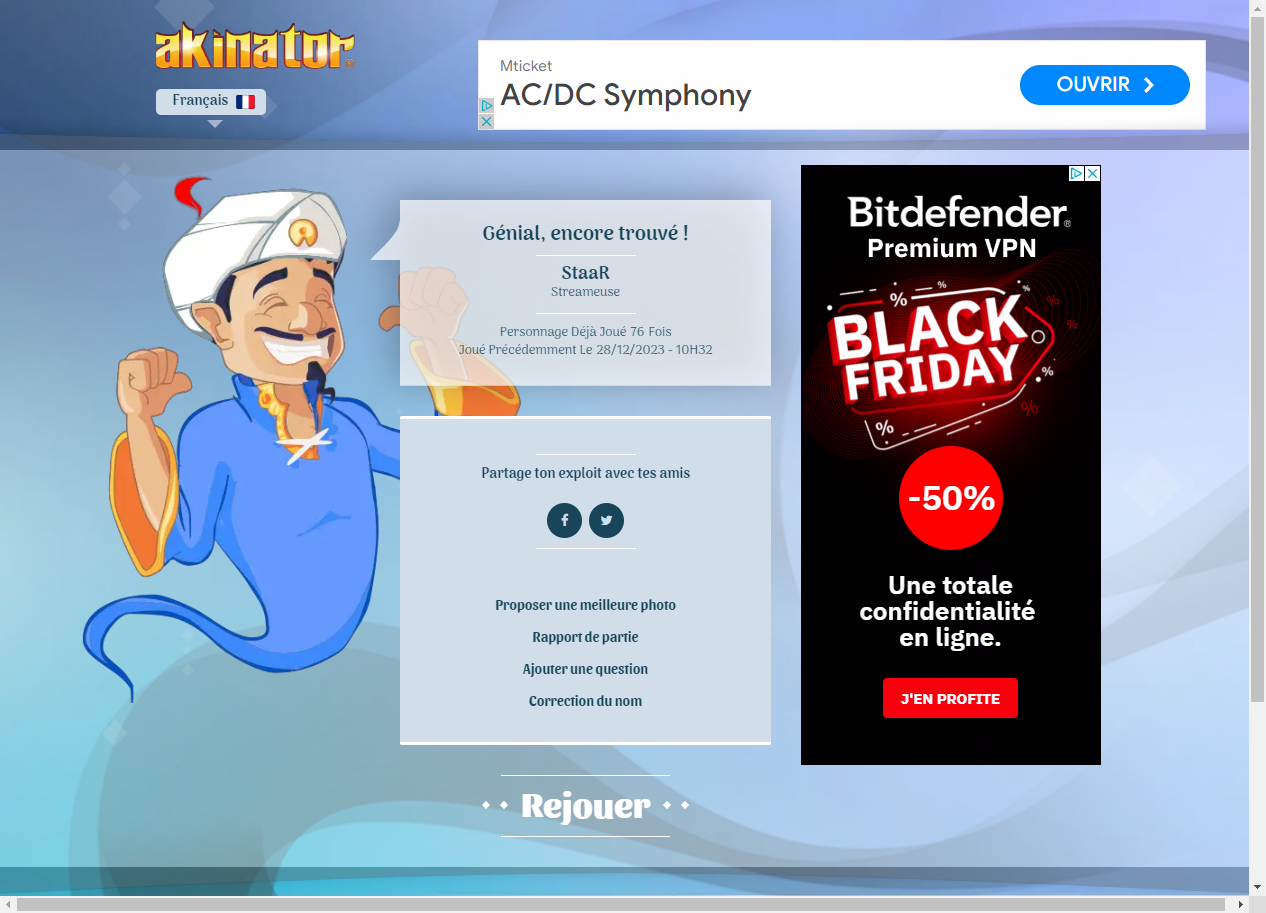 akinator
Français
Mticket
AC/DC Symphony
OUVRIR
Génial, encore trouvé !
StaaR
Streameuse
Personnage Déjà Joué 76 Fois
Joué Précédemment Le 28/12/2023 - 10H32
Partage ton exploit avec tes amis
Proposer une meilleure photo
Rapport de partie
Ajouter une question
Correction du nom
Rejouer
Bitdefender®
Premium VPN
%
%
%
%
%
BLACK
FRIDAY
%
%
%
-50%
Une totale
confidentialité
en ligne.
J'EN PROFITE